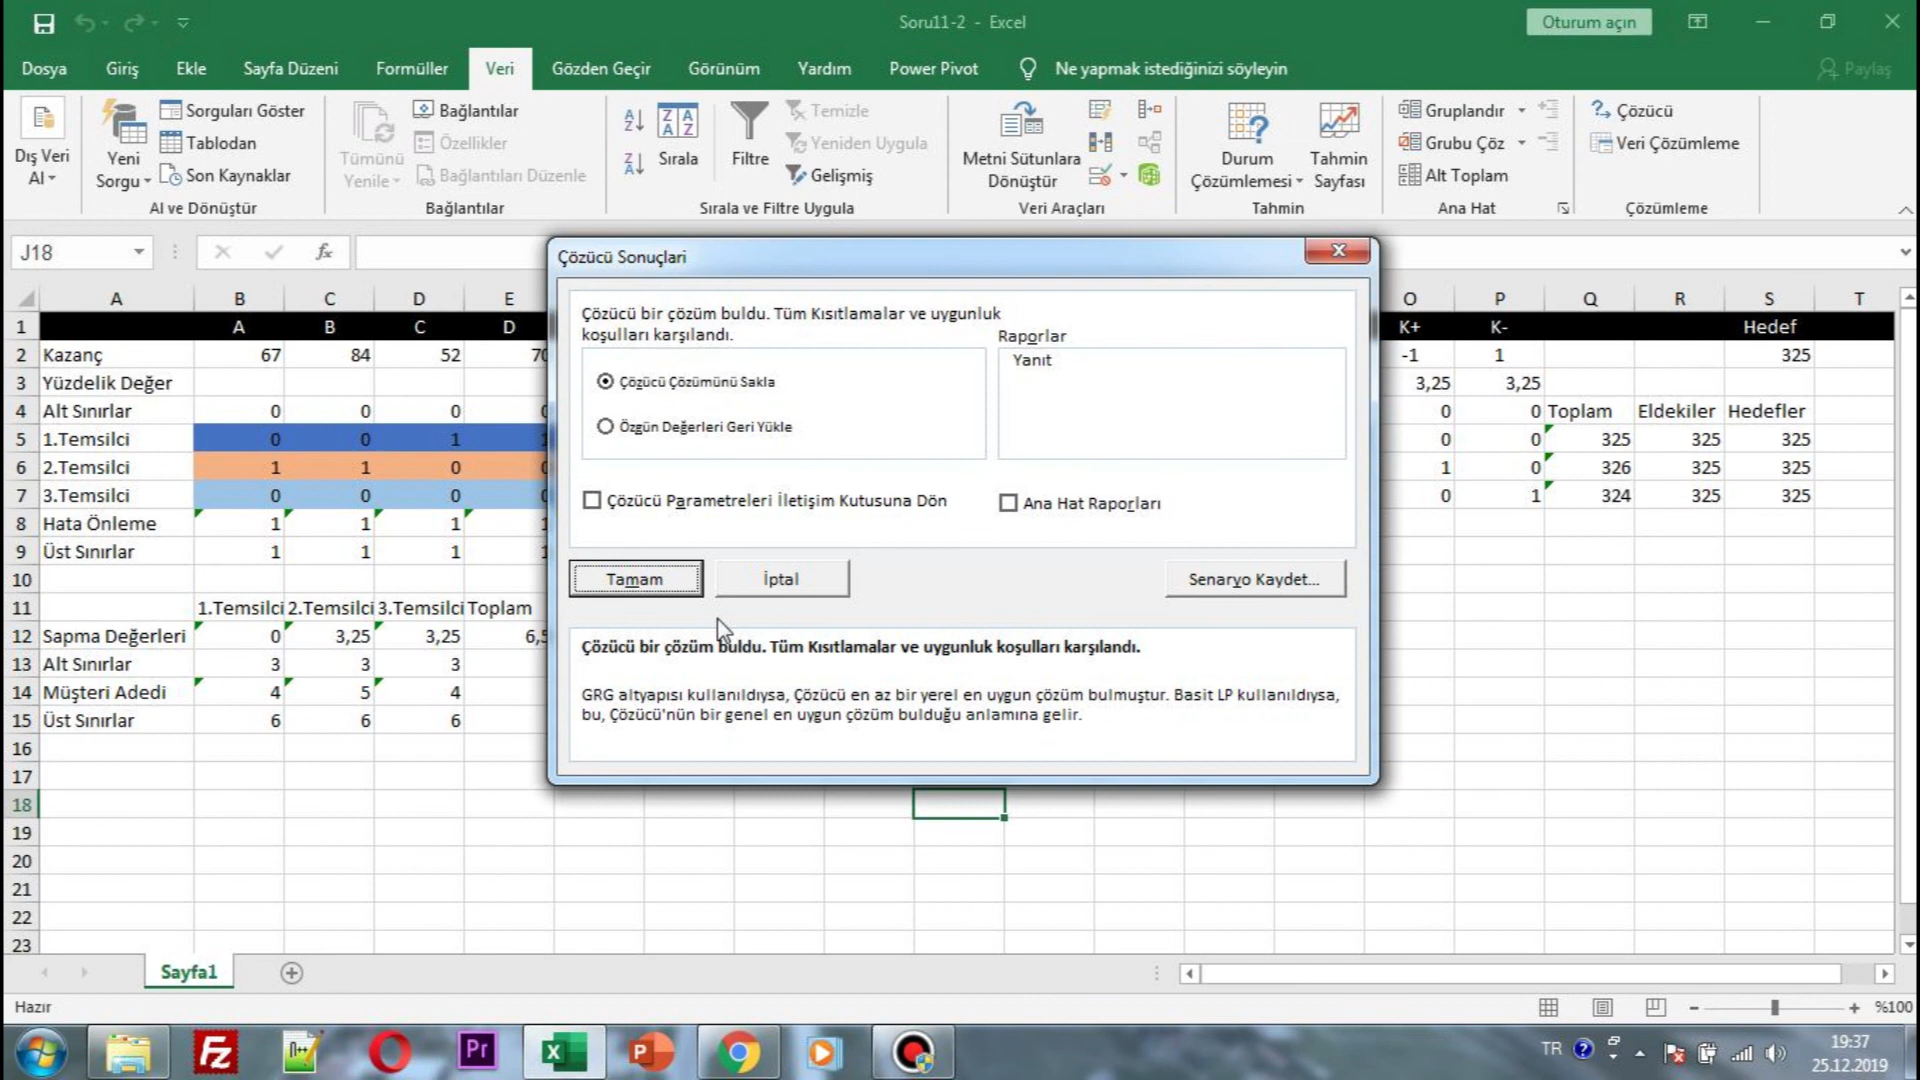 Soru11-2 - Excel
Oturum açın
Dosya Giriş Ekle Sayfa Düzeni Formüller Veri Gözden Geçir Görünüm Yardım Power Pivot Ne yapmak istediğinizi söyleyin Paylaş
Dış Veri Al
Yeni Sorgu
Sorguları Göster
Tablodan
Son Kaynaklar
Al ve Dönüştür
Tümünü Yenile
Bağlantılar
Özellikler
Bağlantıları Düzenle
Bağlantılar
Sırala
Filtre
Temizle
Yeniden Uygula
Gelişmiş
Sırala ve Filtre Uygula
Metni Sütunlara Dönüştür
Veri Araçları
Durum Çözümlemesi
Tahmin Sayfası
Tahmin
Gruplandır
Grubu Çöz
Alt Toplam
Ana Hat
Çözücü
Veri Çözümleme
Çözümleme
J18 fx
A B C D E O P Q R S T
1 A B C D K+ K- Hedef
2 Kazanç 67 84 52 70 -1 1 325
3 Yüzdelik Değer 3,25 3,25
4 Alt Sınırlar 0 0 0 0 0 0 Toplam Eldekiler Hedefler
5 1.Temsilci 0 0 1 1 0 0 325 325 325
6 2.Temsilci 1 1 0 0 1 0 326 325 325
7 3.Temsilci 0 0 0 0 1 324 325 325
8 Hata Önleme 1 1 1 1
9 Üst Sınırlar 1 1 1 1
10
11 1.Temsilci 2.Temsilci 3.Temsilci Toplam
12 Sapma Değerleri 0 3,25 3,25 6,5
13 Alt Sınırlar 3 3 3
14 Müşteri Adedi 4 5 4
15 Üst Sınırlar 6 6 6
16
17
18
19
20
21
22
23
Çözücü Sonuçlari
Çözücü bir çözüm buldu. Tüm Kısıtlamalar ve uygunluk
koşulları karşılandı.
Raporlar
Yanıt
Çözücü Çözümünü Sakla
Özgün Değerleri Geri Yükle
Çözücü Parametreleri İletişim Kutusuna Dön
Ana Hat Raporları
Tamam İptal Senaryo Kaydet...
Çözücü bir çözüm buldu. Tüm Kısıtlamalar ve uygunluk koşulları karşılandı.
GRG altyapısı kullanıldıysa, Çözücü en az bir yerel en uygun çözüm bulmuştur. Basit LP kullanıldıysa,
bu, Çözücü'nün bir genel en uygun çözüm bulduğu anlamına gelir.
Sayfa1
Hazır
%100
Pr
TR
19:37
25.12.2019